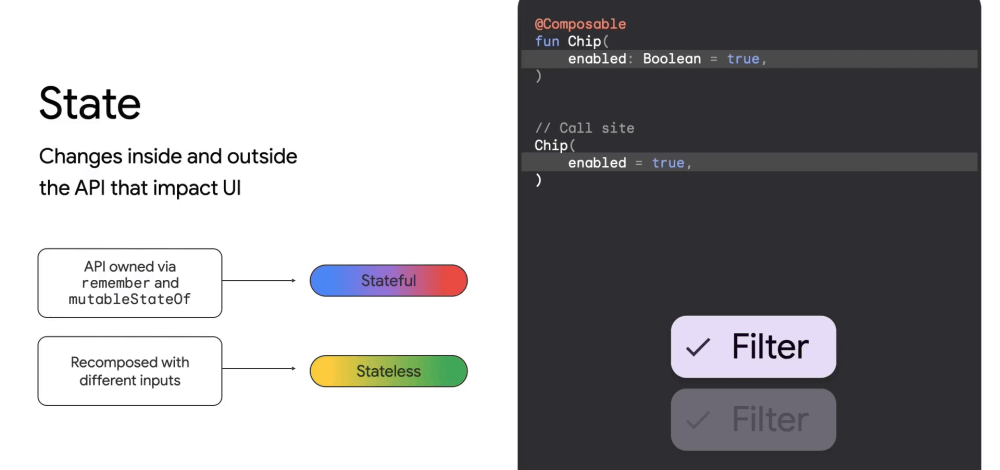 State
Changes inside and outside
the API that impact UI
API owned via
remember and
mutableStateOf
Stateful
Recomposed with
different inputs
Stateless
@Composable
fun Chip(
    enabled: Boolean = true,
)
// Call site
Chip(
    enabled = true,
)
Filter
Filter